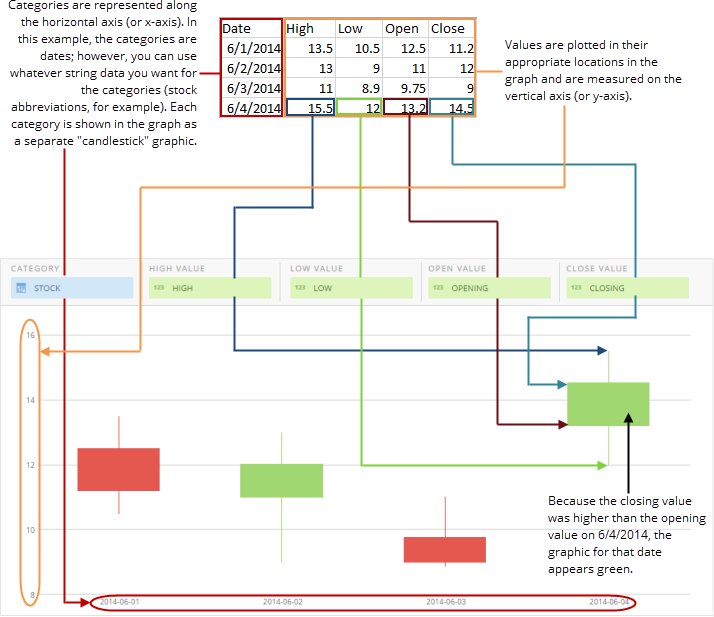 Categories are represented along
the horizontal axis (or x-axis). In
this example, the categories are
dates; however, you can use
whatever string data you want for
the categories (stock
abbreviations, for example). Each
category is shown in the graph as
a separate "candlestick" graphic.
Date High Low Open Close
6/1/2014 13.5 10.5 12.5 11.2
6/2/2014 13 9 11 12
6/3/2014 11 8.9 9.75 9
6/4/2014 15.5 12 13.2 14.5
Values are plotted in their
appropriate locations in the
graph and are measured on the
vertical axis (or y-axis).
CATEGORY HIGH VALUE LOW VALUE OPEN VALUE CLOSE VALUE
STOCK 123 HIGH 123 LOW 123 OPENING 123 CLOSING
16
14
12
10
8
Because the closing value
was higher than the opening
value on 6/4/2014, the
graphic for that date
appears green.
2014-06-01 2014-06-02 2014-06-03 2014-06-04